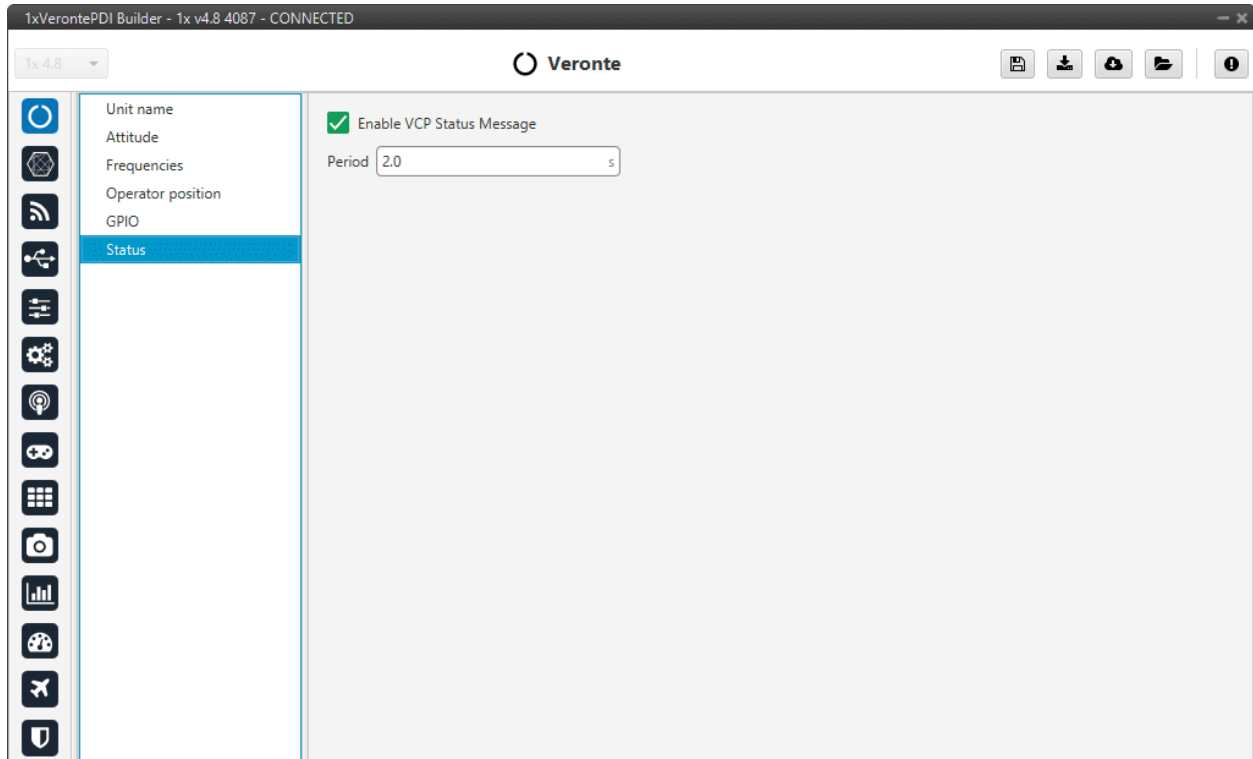 1xVerontePDI Builder - 1x v4.8 4087 - CONNECTED
1x 4.8
Veronte
Unit name
Attitude
Frequencies
Operator position
GPIO
Status
Enable VCP Status Message
Period 2.0 s